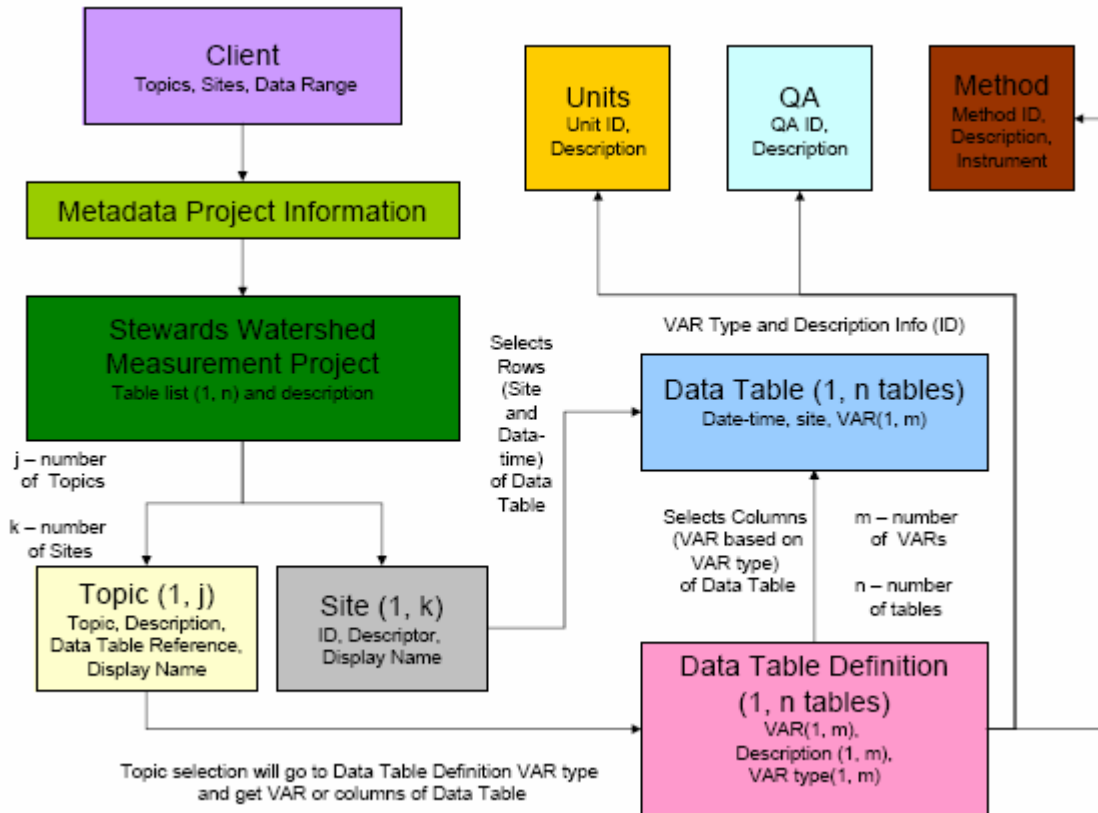 Client
Topics, Sites, Data Range
Units
Unit ID,
Description
QA
QA ID,
Description
Method
Method ID,
Description,
Instrument
Metadata Project Information
Stewards Watershed
Measurement Project
Table list (1, n) and description
Selects
Rows
(Site
and
Data-
time)
of Data
Table
VAR Type and Description Info (ID)
Data Table (1, n tables)
Date-time, site, VAR(1, m)
j – number
of Topics
k – number
of Sites
Selects Columns
(VAR based on
VAR type)
of Data Table
m – number
of VARs
n – number
of tables
Topic (1, j)
Topic, Description,
Data Table Reference,
Display Name
Site (1, k)
ID, Descriptor,
Display Name
Data Table Definition
(1, n tables)
VAR(1, m),
Description (1, m),
VAR type(1, m)
Topic selection will go to Data Table Definition VAR type
and get VAR or columns of Data Table